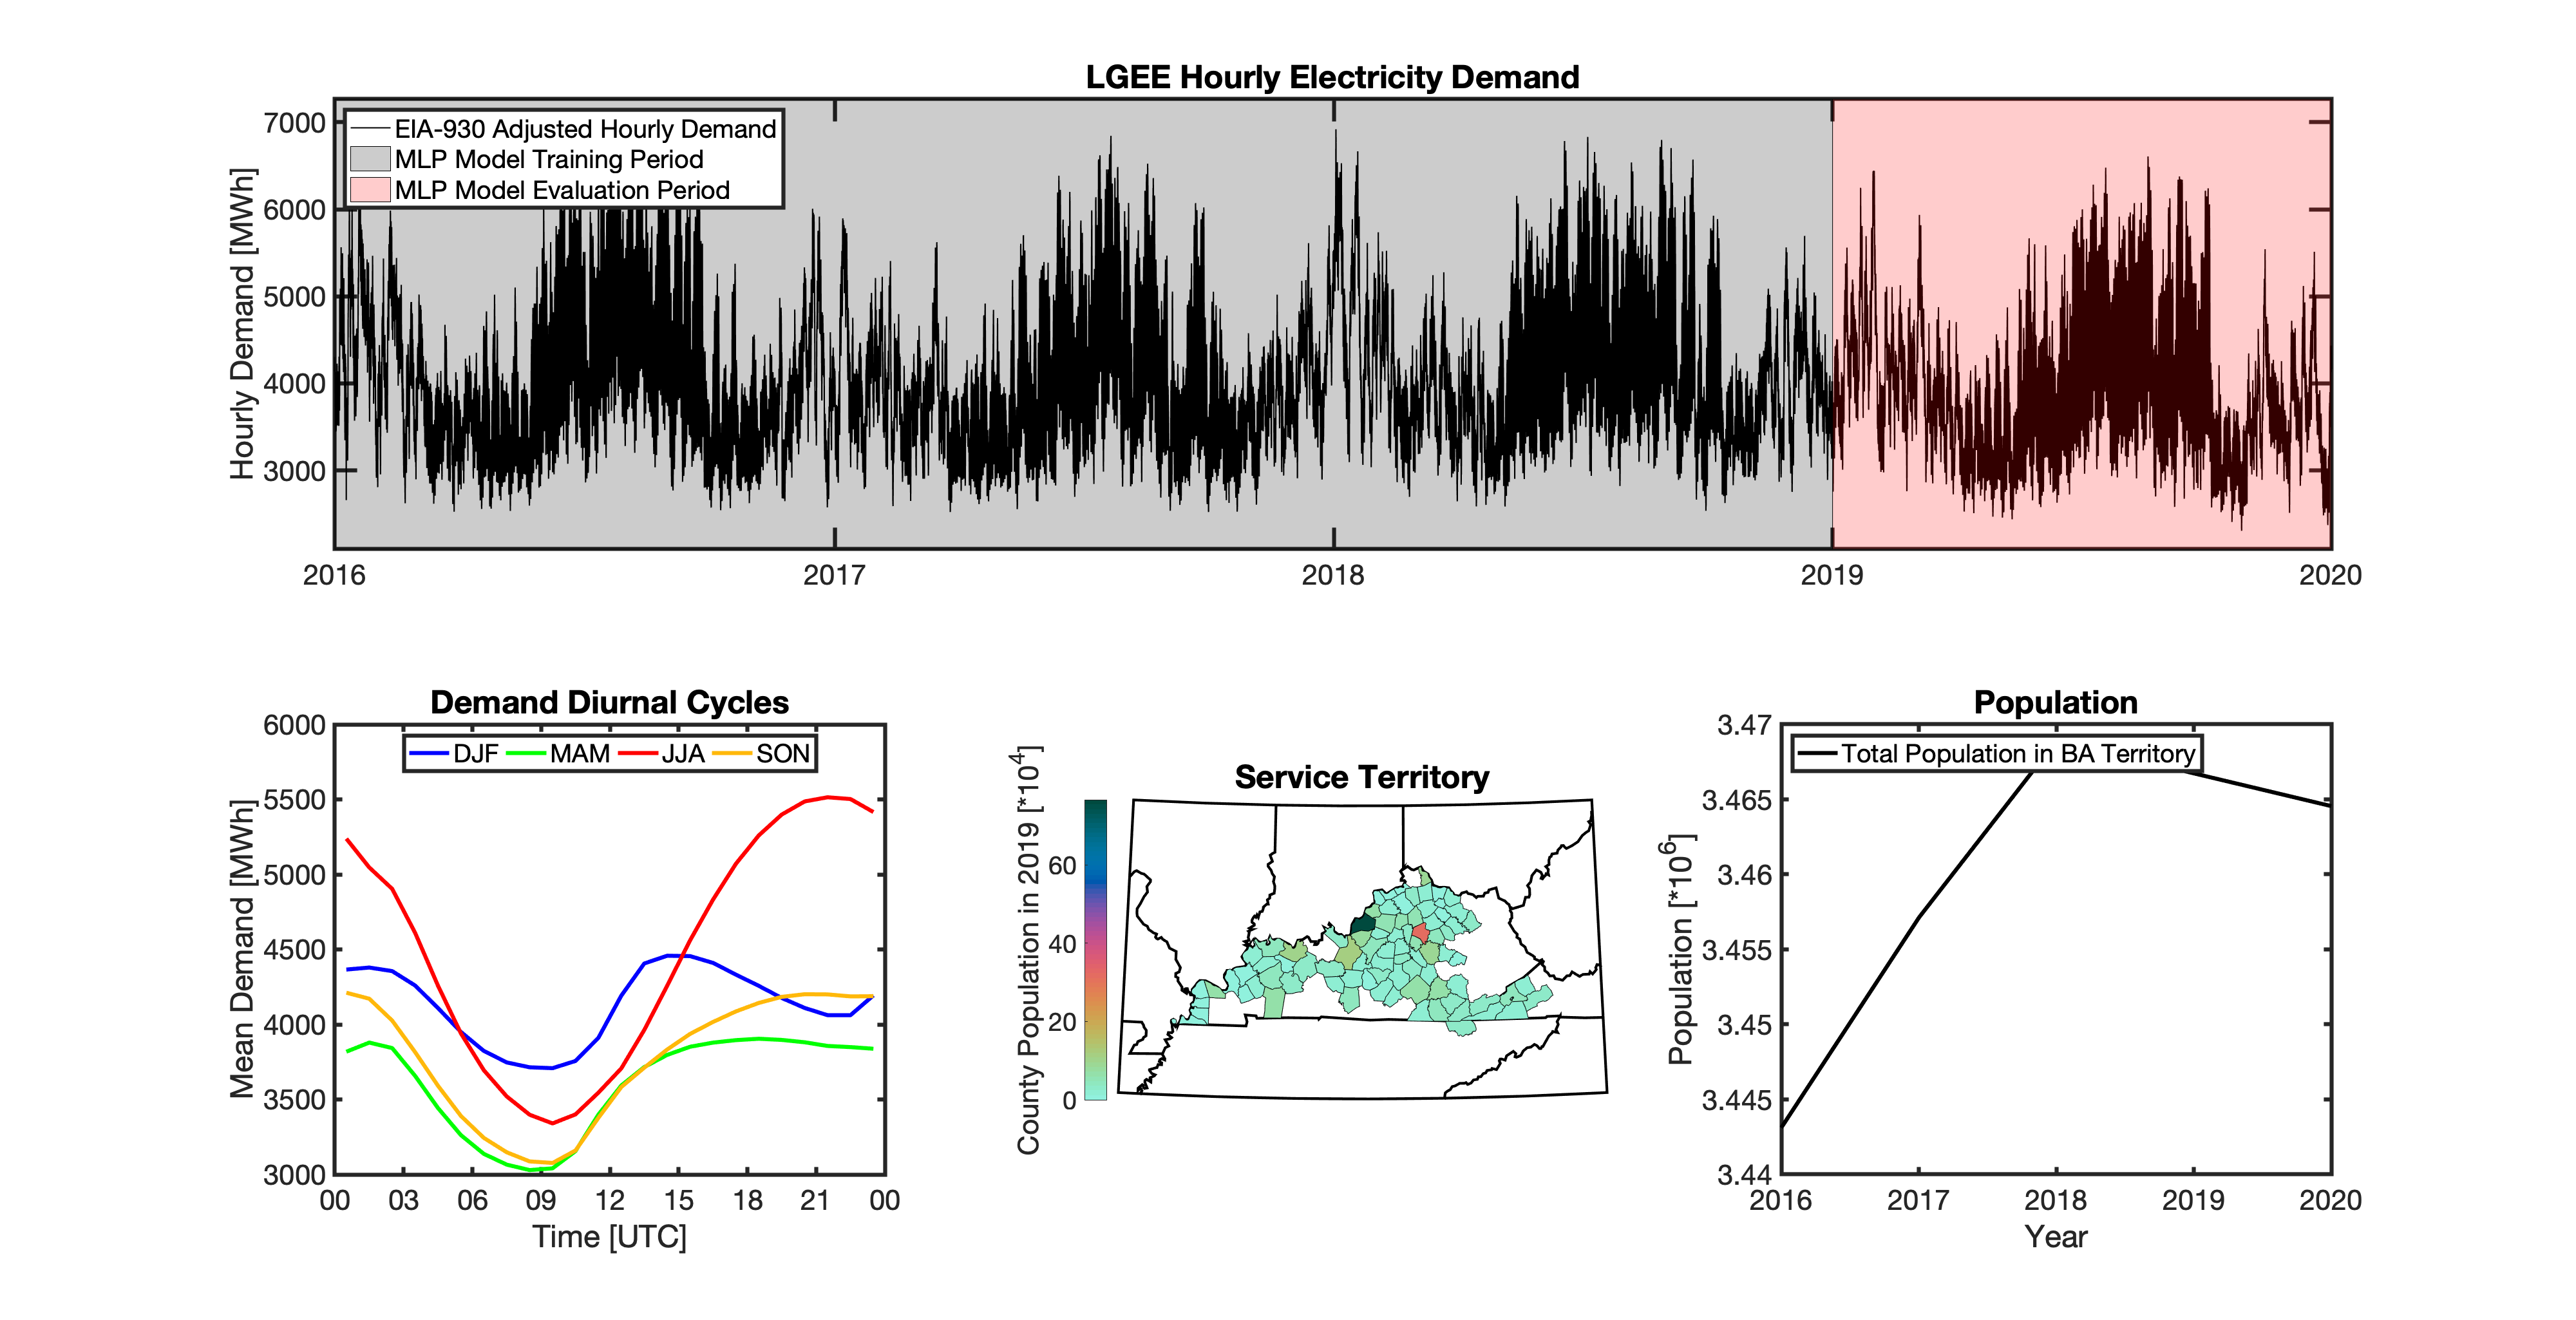 LGEE Hourly Electricity Demand
Hourly Demand [MWh]
7000
6000
5000
4000
3000
EIA-930 Adjusted Hourly Demand
MLP Model Training Period
MLP Model Evaluation Period
2016 2017 2018 2019 2020
Demand Diurnal Cycles
Mean Demand [MWh]
6000
5500
5000
4500
4000
3500
3000
DJF MAM JJA SON
00 03 06 09 12 15 18 21 00
Time [UTC]
Service Territory
County Population in 2019 [*10^4]
60
40
20
0
Population
Population [*10^6]
3.47
3.465
3.46
3.455
3.45
3.445
3.44
Total Population in BA Territory
2016 2017 2018 2019 2020
Year